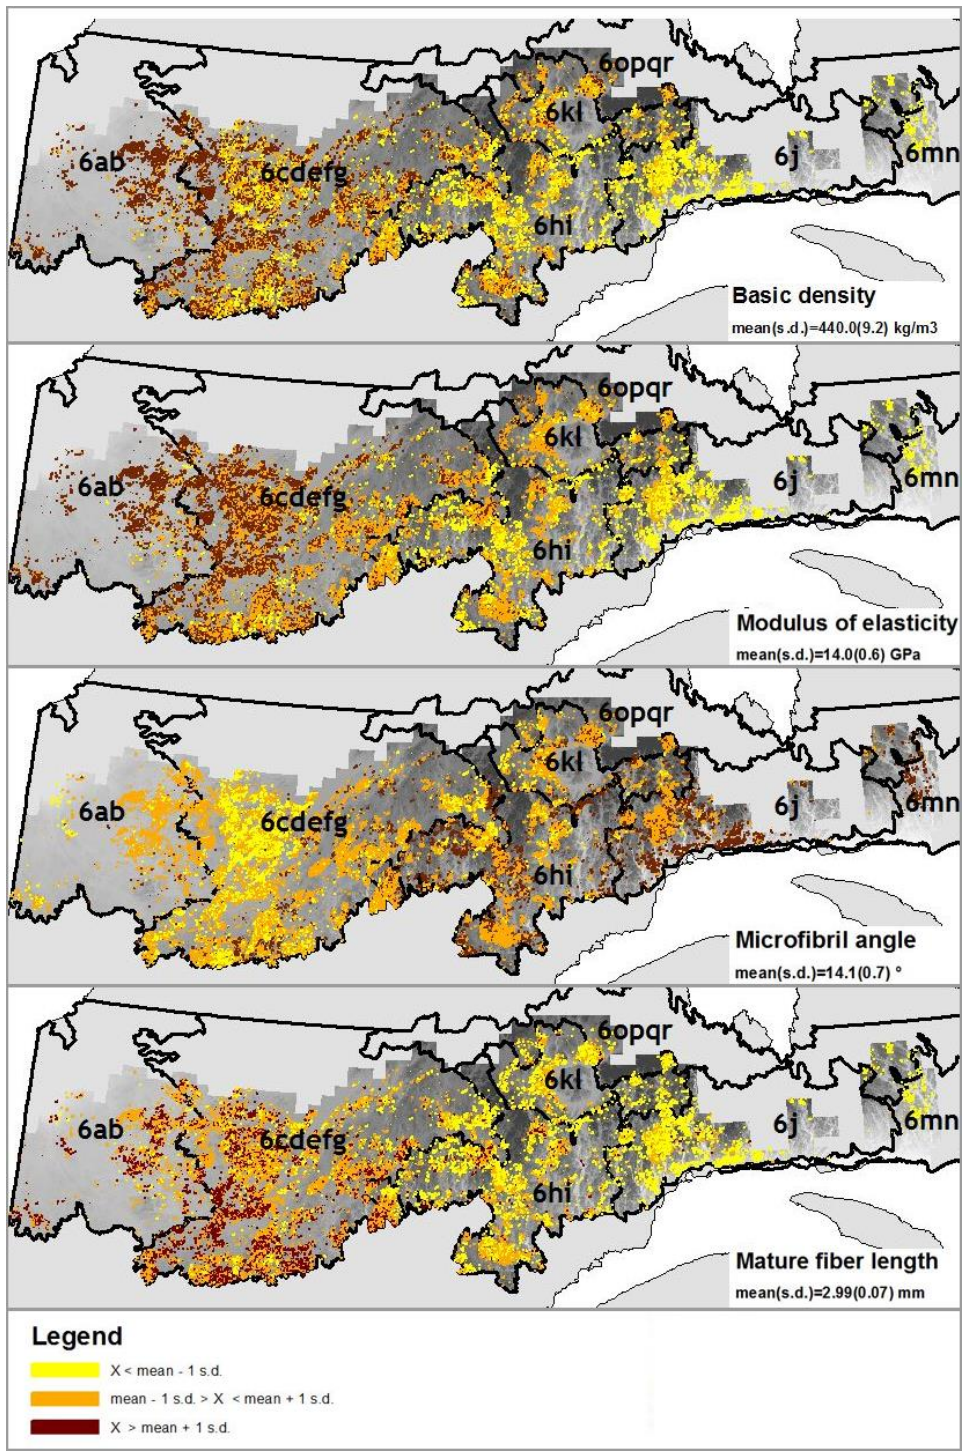 6opqr
6kl
6ab
6cdefg
6j
6mn
6hi
Basic density
mean(s.d.)=440.0(9.2) kg/m3
6opqr
6kl
6ab
6cdefg
6j
6mn
6hi
Modulus of elasticity
mean(s.d.)=14.0(0.6) GPa
6opqr
6kl
6ab
6cdefg
6j
6mn
6hi
Microfibril angle
mean(s.d.)=14.1(0.7) °
6opqr
6kl
6ab
6cdefg
6j
6mn
6hi
Mature fiber length
mean(s.d.)=2.99(0.07) mm
Legend
X < mean - 1 s.d.
mean - 1 s.d. > X < mean + 1 s.d.
X > mean + 1 s.d.